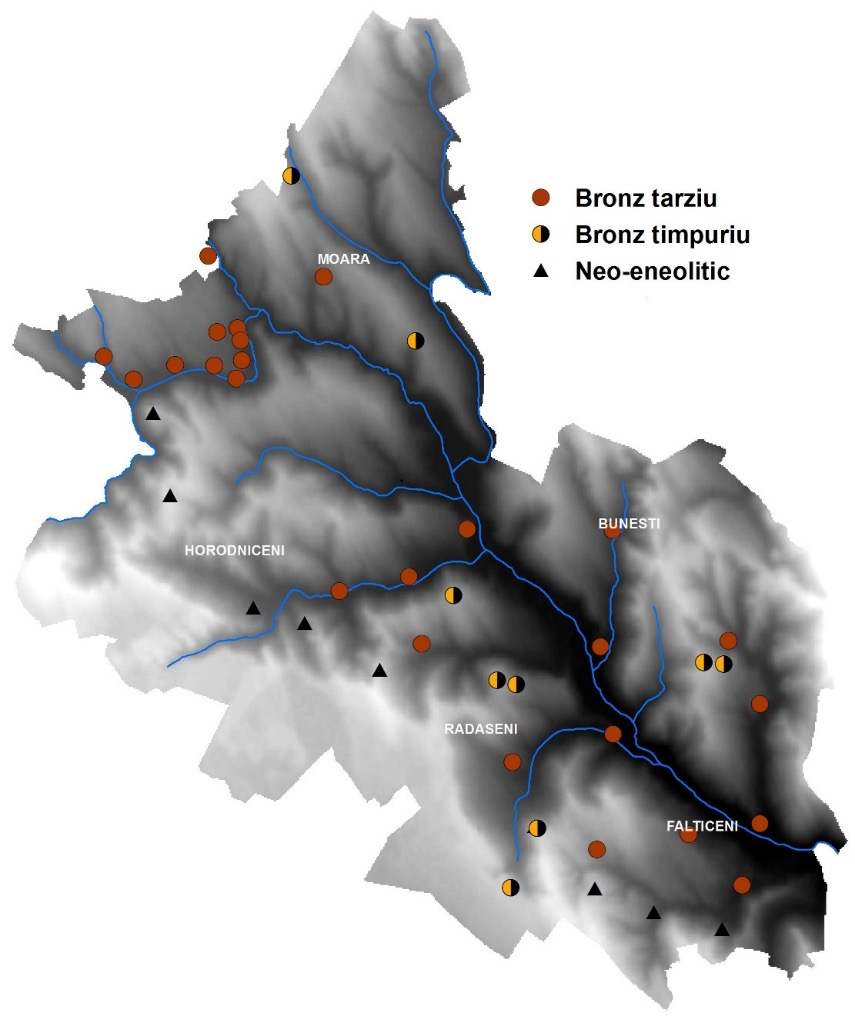 Bronz tarziu
Bronz timpuriu
Neo-eneolitic
MOARA
BUNESTI
HORODNICENI
RADASENI
FALTICENI